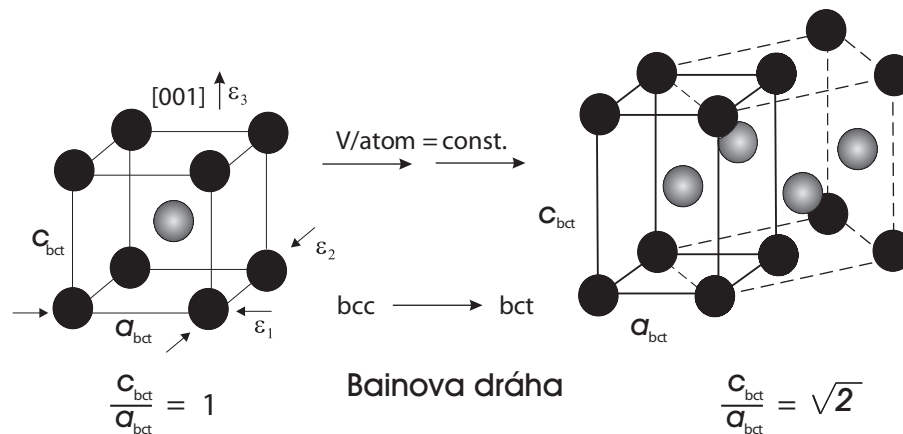 [001] ε₃
V/atom = const.
c_bct
ε₂
c_bct
bcc bct
a_bct
ε₁
a_bct
c_bct/a_bct = 1
Bainova dráha
c_bct/a_bct = √2